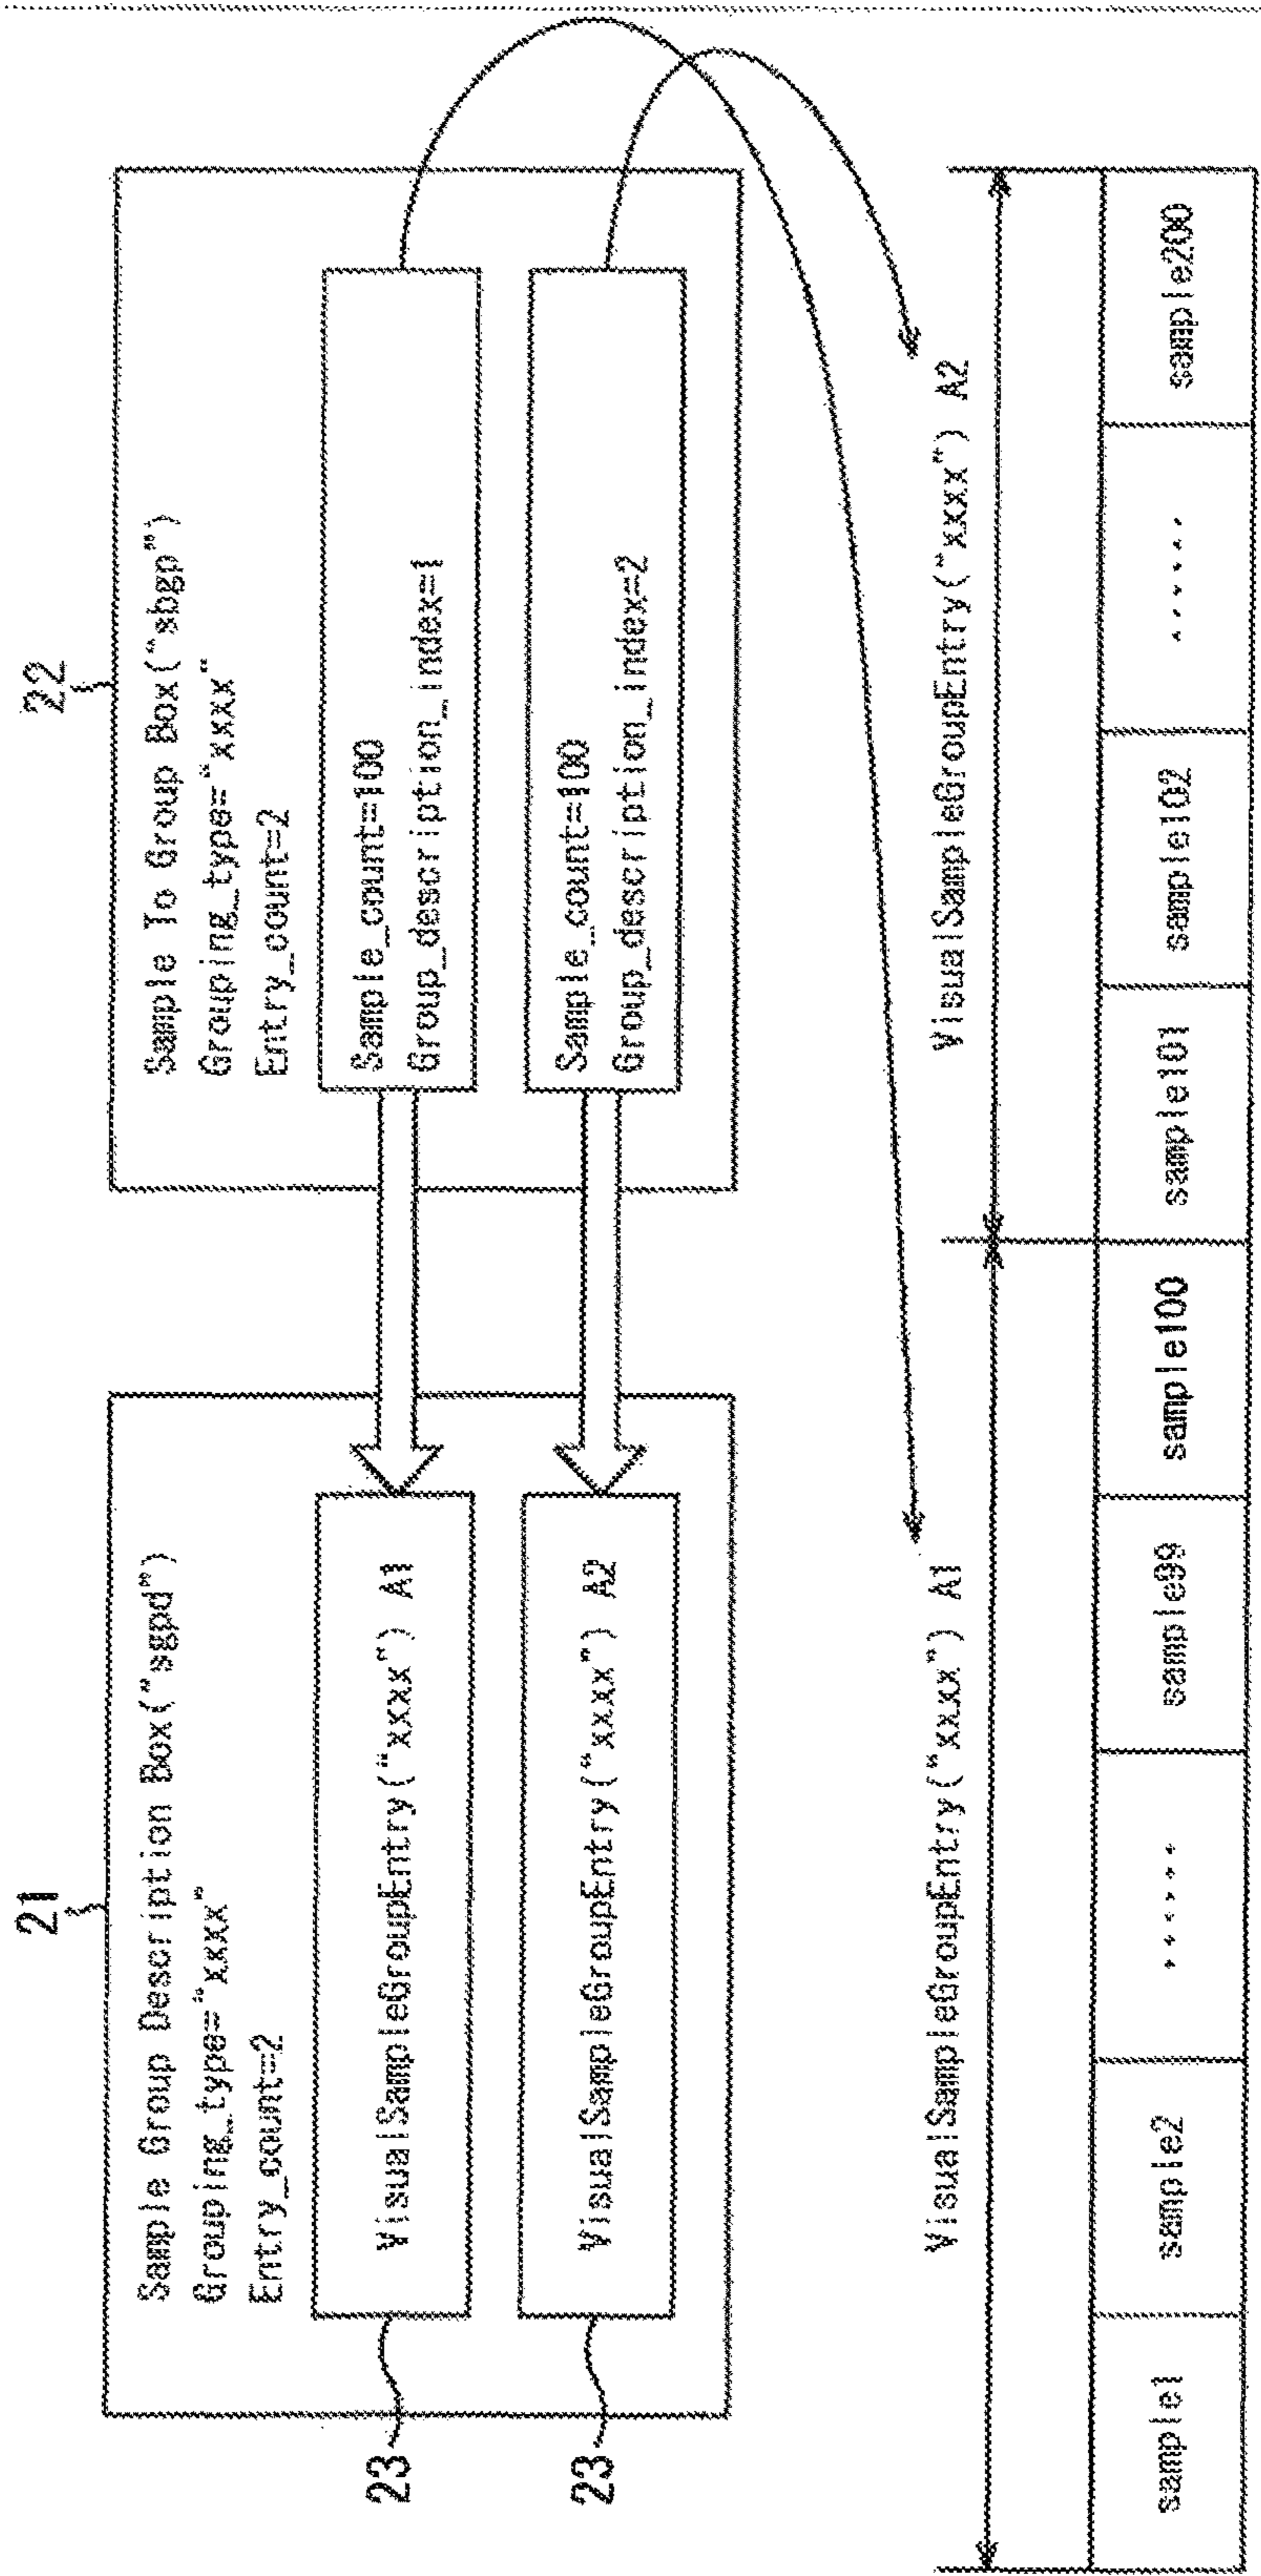 21
Sample Group Description Box("sgpd")
Grouping_type="xxxx"
Entry_count=2
23
VisualSampleGroupEntry("xxxx") A1
23
VisualSampleGroupEntry("xxxx") A2
22
Sample To Group Box("sbgp")
Grouping_type="xxxx"
Entry_count=2
Sample_count=100
Group_description_index=1
Sample_count=100
Group_description_index=2
VisualSampleGroupEntry("xxxx") A1
VisualSampleGroupEntry("xxxx") A2
sample1
sample2
......
sample99
sample100
sample101
sample102
......
sample200